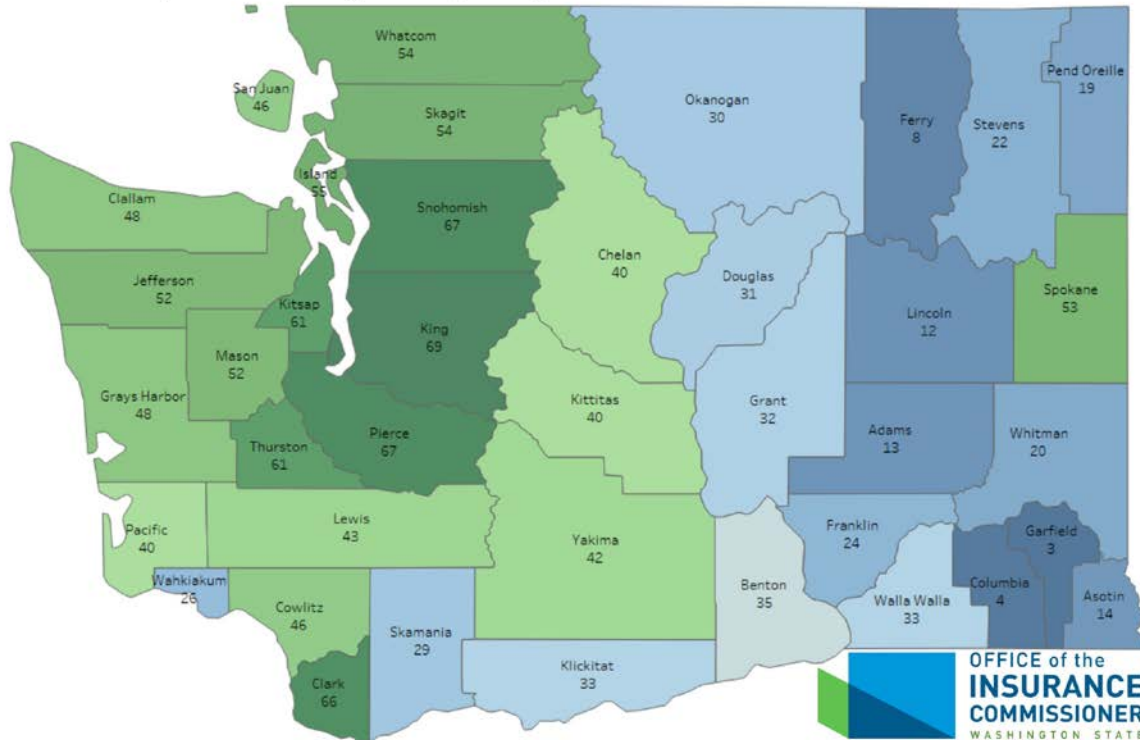 Whatcom
54
San Juan
46
Skagit
54
Island
55
Okanogan
30
Ferry
8
Stevens
22
Pend Oreille
19
Clallam
48
Snohomish
67
Jefferson
52
Kitsap
61
King
69
Chelan
40
Douglas
31
Lincoln
12
Spokane
53
Mason
52
Grays Harbor
48
Thurston
61
Pierce
67
Kittitas
40
Grant
32
Adams
13
Whitman
20
Pacific
40
Lewis
43
Yakima
42
Franklin
24
Garfield
3
Columbia
4
Asotin
14
Wahkiakum
26
Cowlitz
46
Skamania
29
Benton
35
Walla Walla
33
Clark
66
Klickitat
33
OFFICE of the
INSURANCE
COMMISSIONER
WASHINGTON STATE